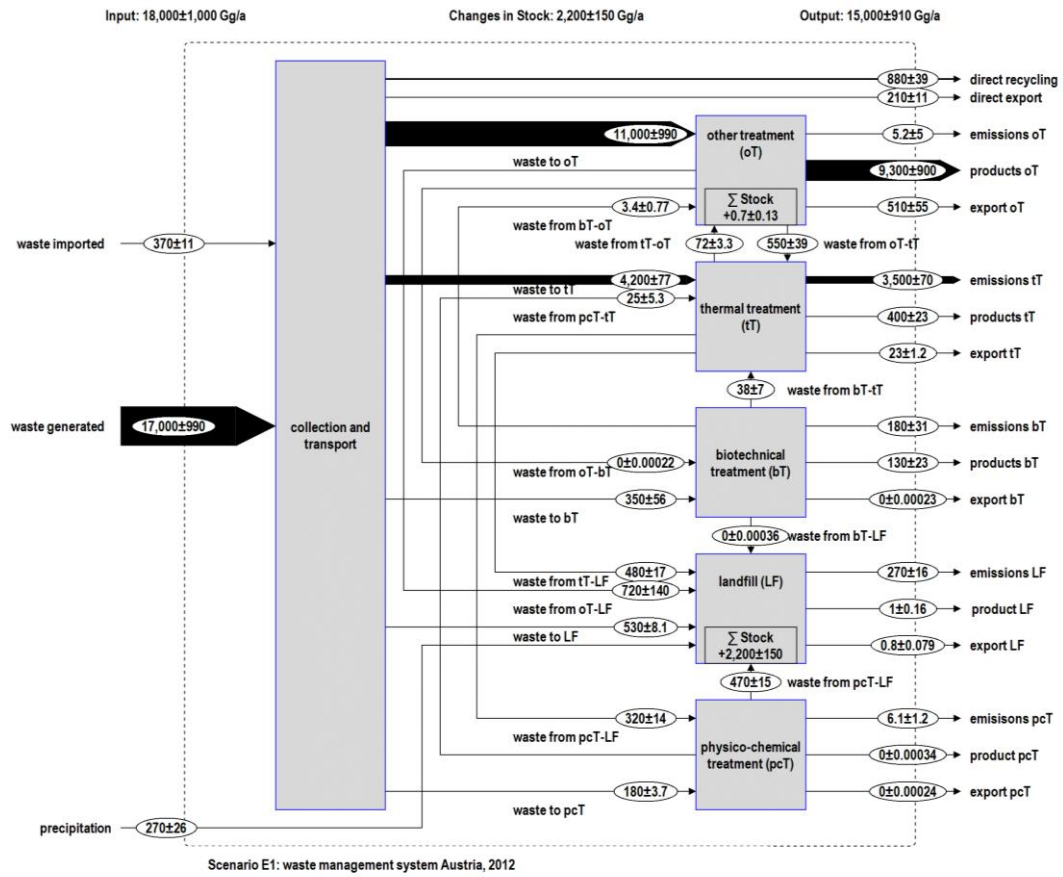 Input: 18,000±1,000 Gg/a
Changes in Stock: 2,200±150 Gg/a
Output: 15,000±910 Gg/a
880±39
direct recycling
210±11
direct export
11,000±990
other treatment
(oT)
5.2±5
emissions oT
waste to oT
9,300±900
products oT
∑ Stock
+0.7±0.13
3.4±0.77
510±55
export oT
waste from bT-oT
waste imported
370±11
waste from tT-oT
72±3.3
550±39
waste from oT-tT
4,200±77
3,500±70
emissions tT
waste to tT
25±5.3
thermal treatment
(tT)
waste from pcT-tT
400±23
products tT
23±1.2
export tT
38±7
waste from bT-tT
waste generated
17,000±990
collection and
transport
180±31
emissions bT
0±0.00022
biotechnical
treatment (bT)
130±23
products bT
waste from oT-bT
350±56
0±0.00023
export bT
waste to bT
0±0.00036
waste from bT-LF
480±17
landfill (LF)
270±16
emissions LF
waste from tT-LF
720±140
waste from oT-LF
1±0.16
product LF
530±8.1
waste to LF
∑ Stock
+2,200±150
0.8±0.079
export LF
470±15
waste from pcT-LF
320±14
6.1±1.2
emisisons pcT
waste from pcT-LF
physico-chemical
treatment (pcT)
0±0.00034
product pcT
180±3.7
0±0.00024
export pcT
waste to pcT
precipitation
270±26
Scenario E1: waste management system Austria, 2012